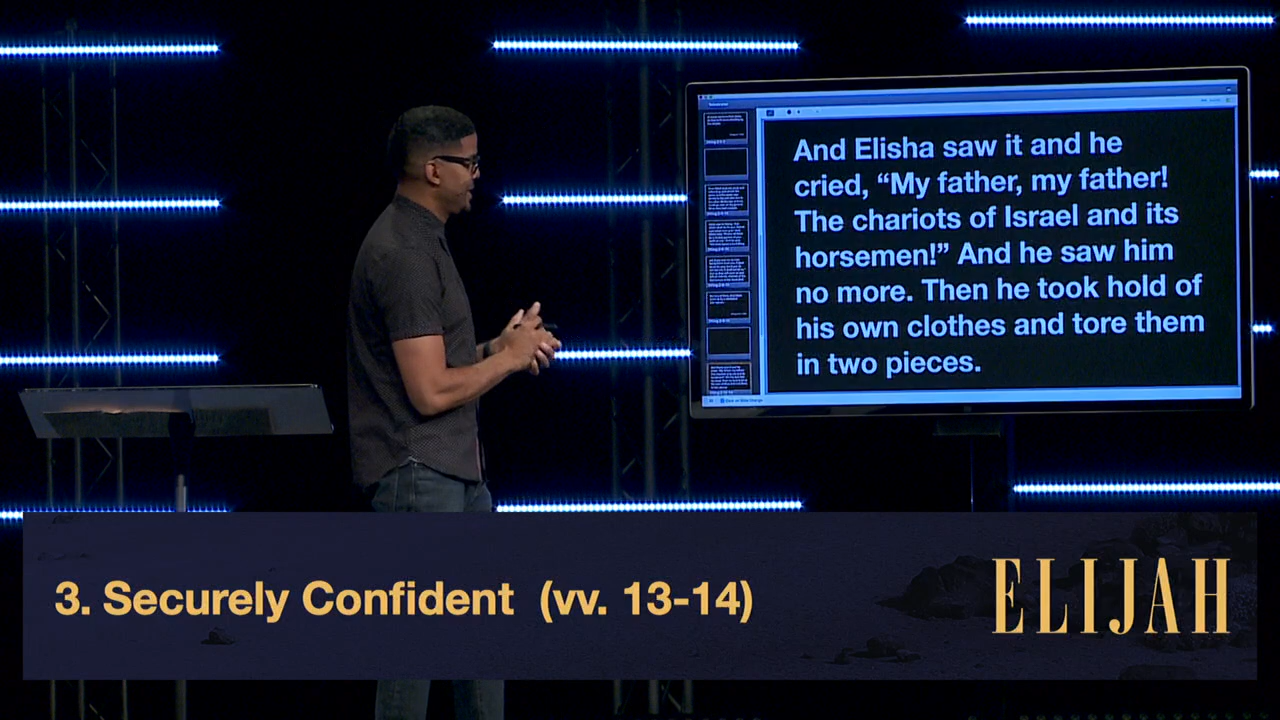 And Elisha saw it and he
cried, “My father, my father!
The chariots of Israel and its
horsemen!” And he saw him
no more. Then he took hold of
his own clothes and tore them
in two pieces.
3. Securely Confident (vv. 13-14)
ELIJAH